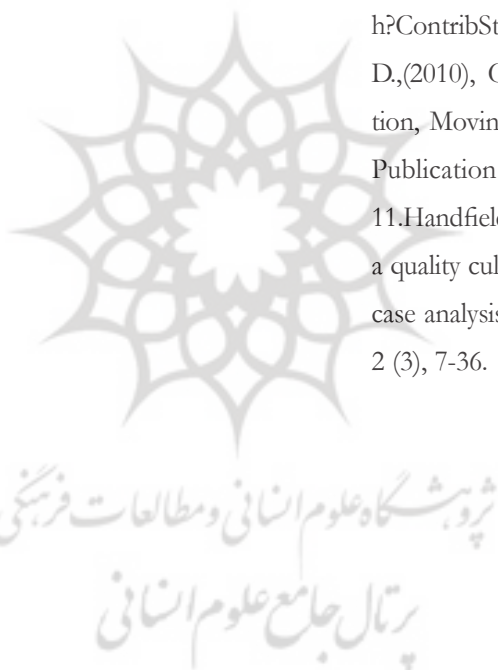 h?ContribSt
D.,(2010), C
tion, Movin
Publication
11.Handfield
a quality cul
case analysis
2 (3), 7-36.
پژوهشگاه علوم انسانی و مطالعات فرهنگی
پرتال جامع علوم انسانی